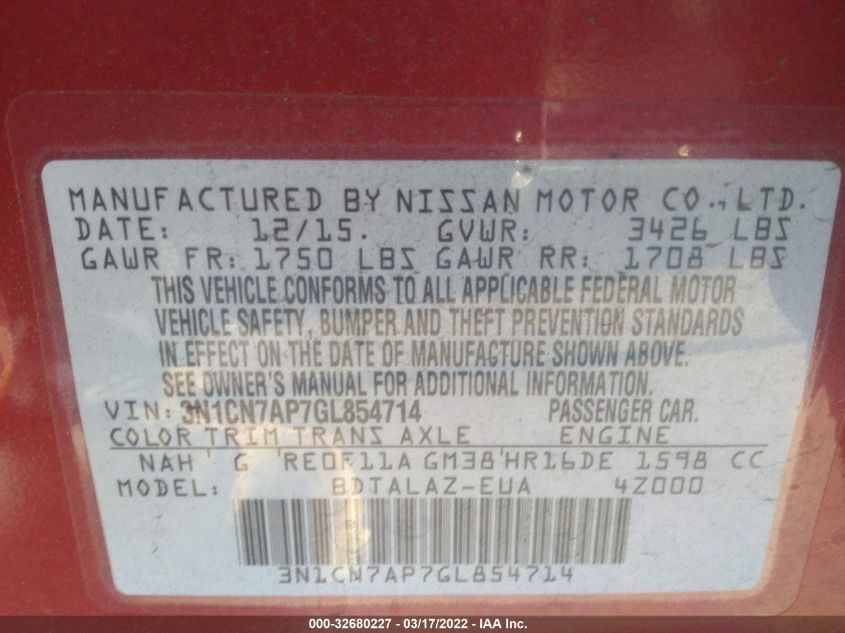 MANUFACTURED BY NISSAN MOTOR CO., LTD.
DATE: 12/15. GVWR: 3426 LBS
GAWR FR: 1750 LBS GAWR RR: 1708 LBS
THIS VEHICLE CONFORMS TO ALL APPLICABLE FEDERAL MOTOR
VEHICLE SAFETY, BUMPER AND THEFT PREVENTION STANDARDS
IN EFFECT ON THE DATE OF MANUFACTURE SHOWN ABOVE.
SEE OWNER'S MANUAL FOR ADDITIONAL INFORMATION.
VIN: 3N1CN7AP7GL854714 PASSENGER CAR.
COLOR TRIM TRANS AXLE ENGINE
NAH ' G 'RE0F11A GM38'HR16DE 1598 CC
MODEL: BDTALAZ-EUA 4Z000
3N1CN7AP7GL854714
000-32680227 - 03/17/2022 - IAA Inc.